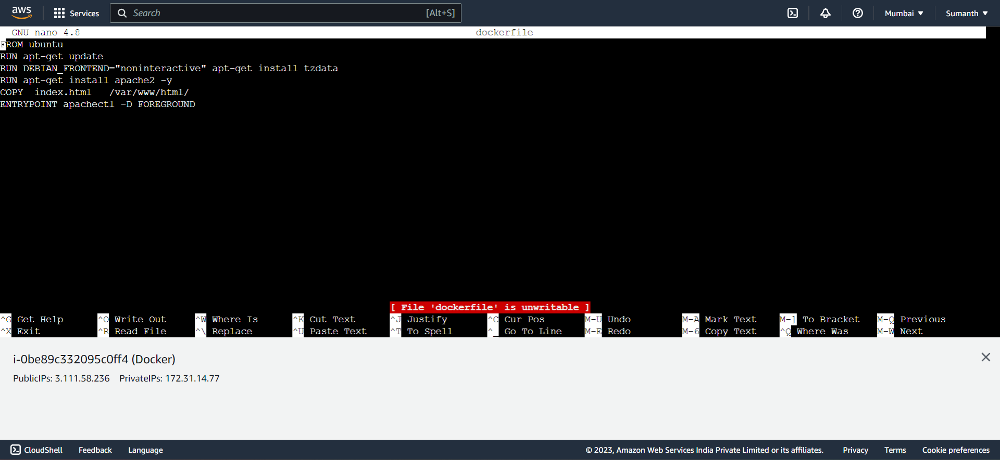 aws Services Search [Alt+S] Mumbai ▼ Sumanth ▼
GNU nano 4.8 dockerfile
FROM ubuntu
RUN apt-get update
RUN DEBIAN_FRONTEND="noninteractive" apt-get install tzdata
RUN apt-get install apache2 -y
COPY index.html /var/www/html/
ENTRYPOINT apachectl -D FOREGROUND
[ File 'dockerfile' is unwritable ]
^G Get Help ^O Write Out ^W Where Is ^K Cut Text ^J Justify ^C Cur Pos M-U Undo M-A Mark Text M-] To Bracket M-Q Previous
^X Exit ^R Read File ^\ Replace ^U Paste Text ^T To Spell ^_ Go To Line M-E Redo M-6 Copy Text ^Q Where Was M-W Next
i-0be89c332095c0ff4 (Docker)
PublicIPs: 3.111.58.236 PrivateIPs: 172.31.14.77
CloudShell Feedback Language © 2023, Amazon Web Services India Private Limited or its affiliates. Privacy Terms Cookie preferences